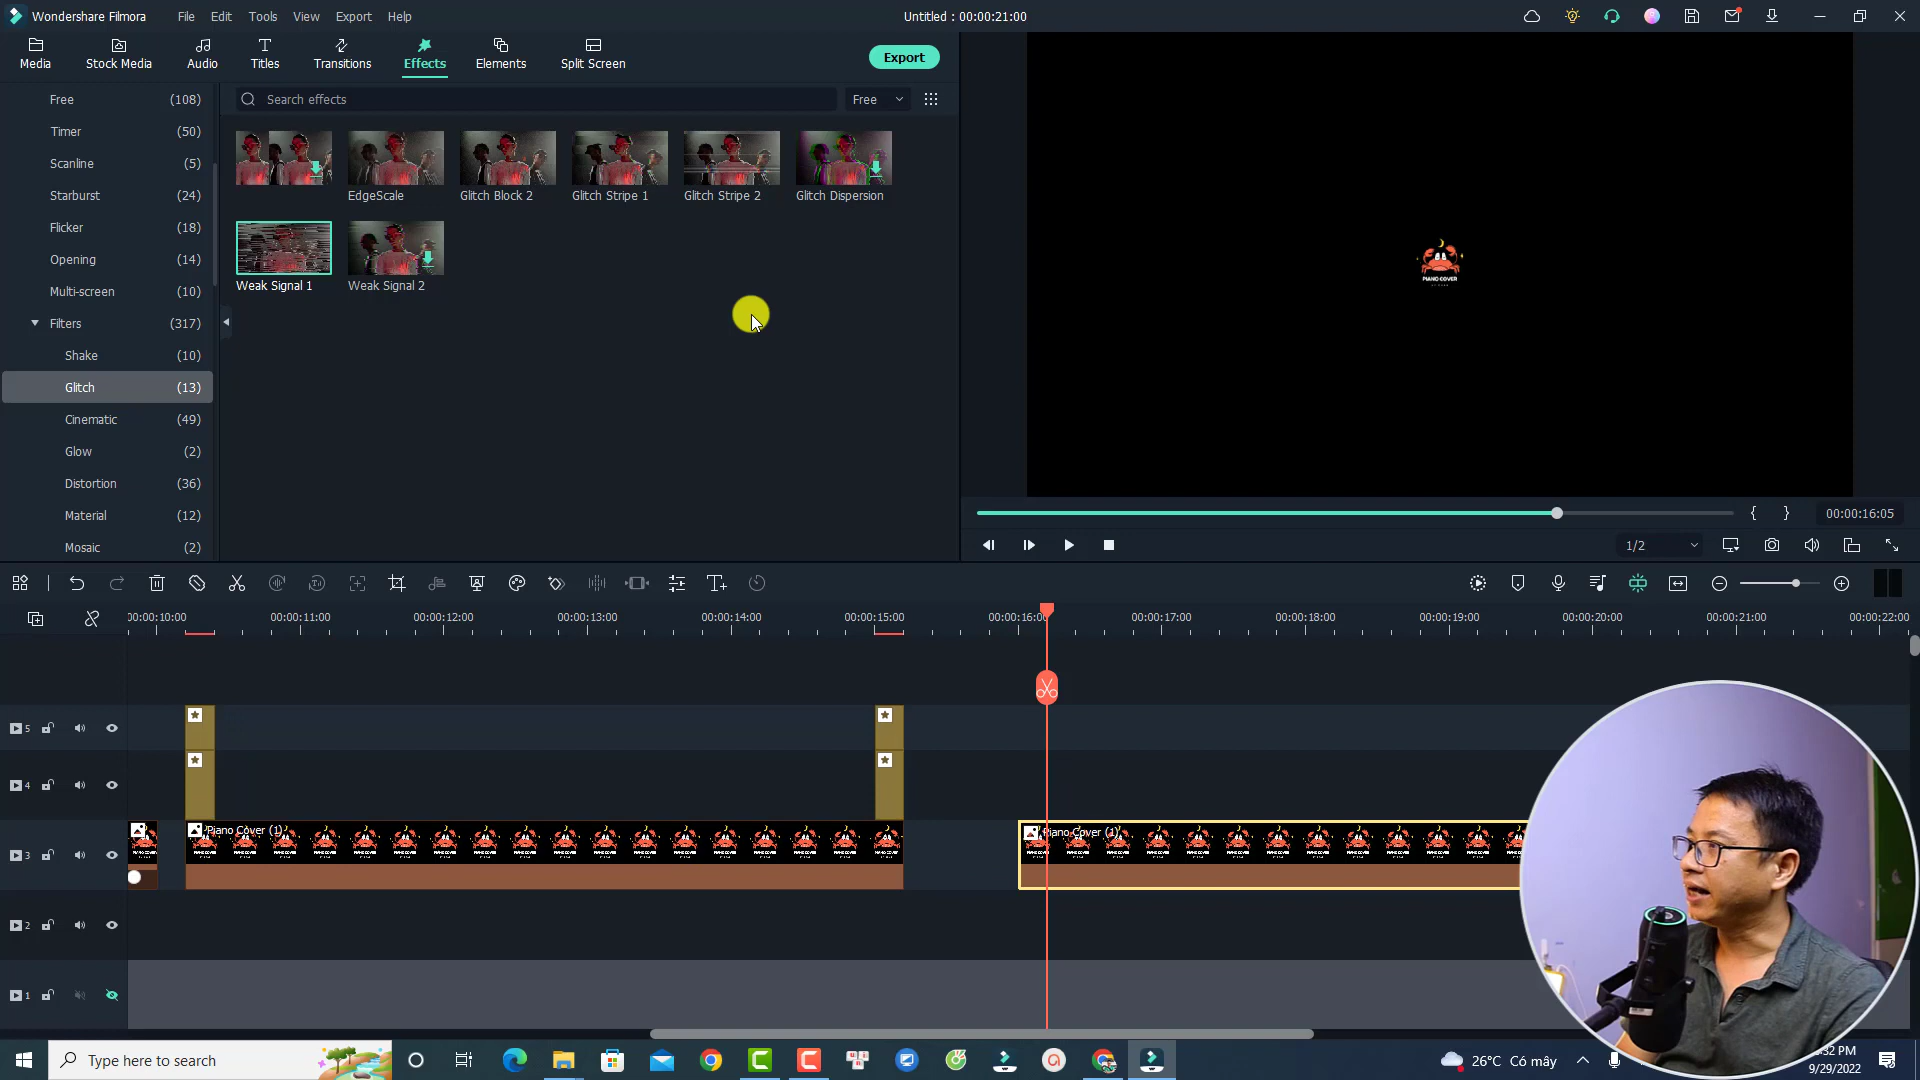 Wondershare Filmora
File Edit Tools View Export Help
Untitled : 00:00:21:00
Media Stock Media Audio Titles Transitions Effects Elements Split Screen
Export
Free (108)
Timer (50)
Scanline (5)
Starburst (24)
Flicker (18)
Opening (14)
Multi-screen (10)
Filters (317)
Shake (10)
Glitch (13)
Cinematic (49)
Glow (2)
Distortion (36)
Material (12)
Mosaic (2)
Search effects
Free
EdgeScale
Glitch Block 2
Glitch Stripe 1
Glitch Stripe 2
Glitch Dispersion
Weak Signal 1
Weak Signal 2
PIANO COVER
{ } 00:00:16:05
1/2
00:00:10:00 00:00:11:00 00:00:12:00 00:00:13:00 00:00:14:00 00:00:15:00 00:00:16:00 00:00:17:00 00:00:18:00 00:00:19:00 00:00:20:00 00:00:21:00 00:00:22:00
5
4
3
Piano Cover (1)
Piano Cover (1)
2
1
Type here to search
26°C Có mây
:32 PM
9/29/2022